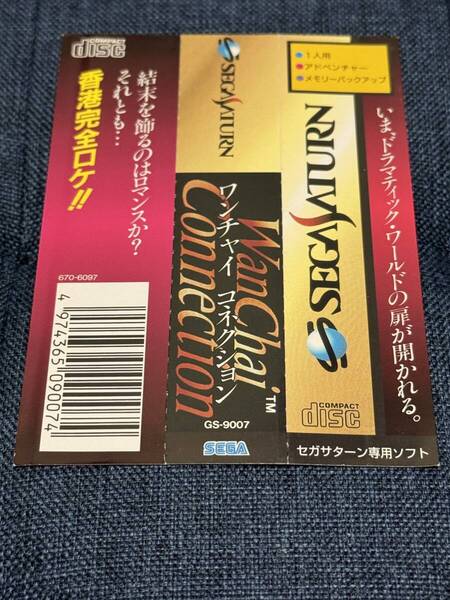 ● 1人用
● アドベンチャー
● メモリーバックアップ
いま、ドラマティック・ワールドの扉が開かれる。
SEGA SATURN
COMPACT
disc
セガサターン専用ソフト
SEGA SATURN
ワンチャイ コネクション
WanChai
Connection™
GS-9007
SEGA
COMPACT
disc
結末を飾るのはロマンスか?
それとも…
香港完全ロケ!!
670-6097
4 974365 090074